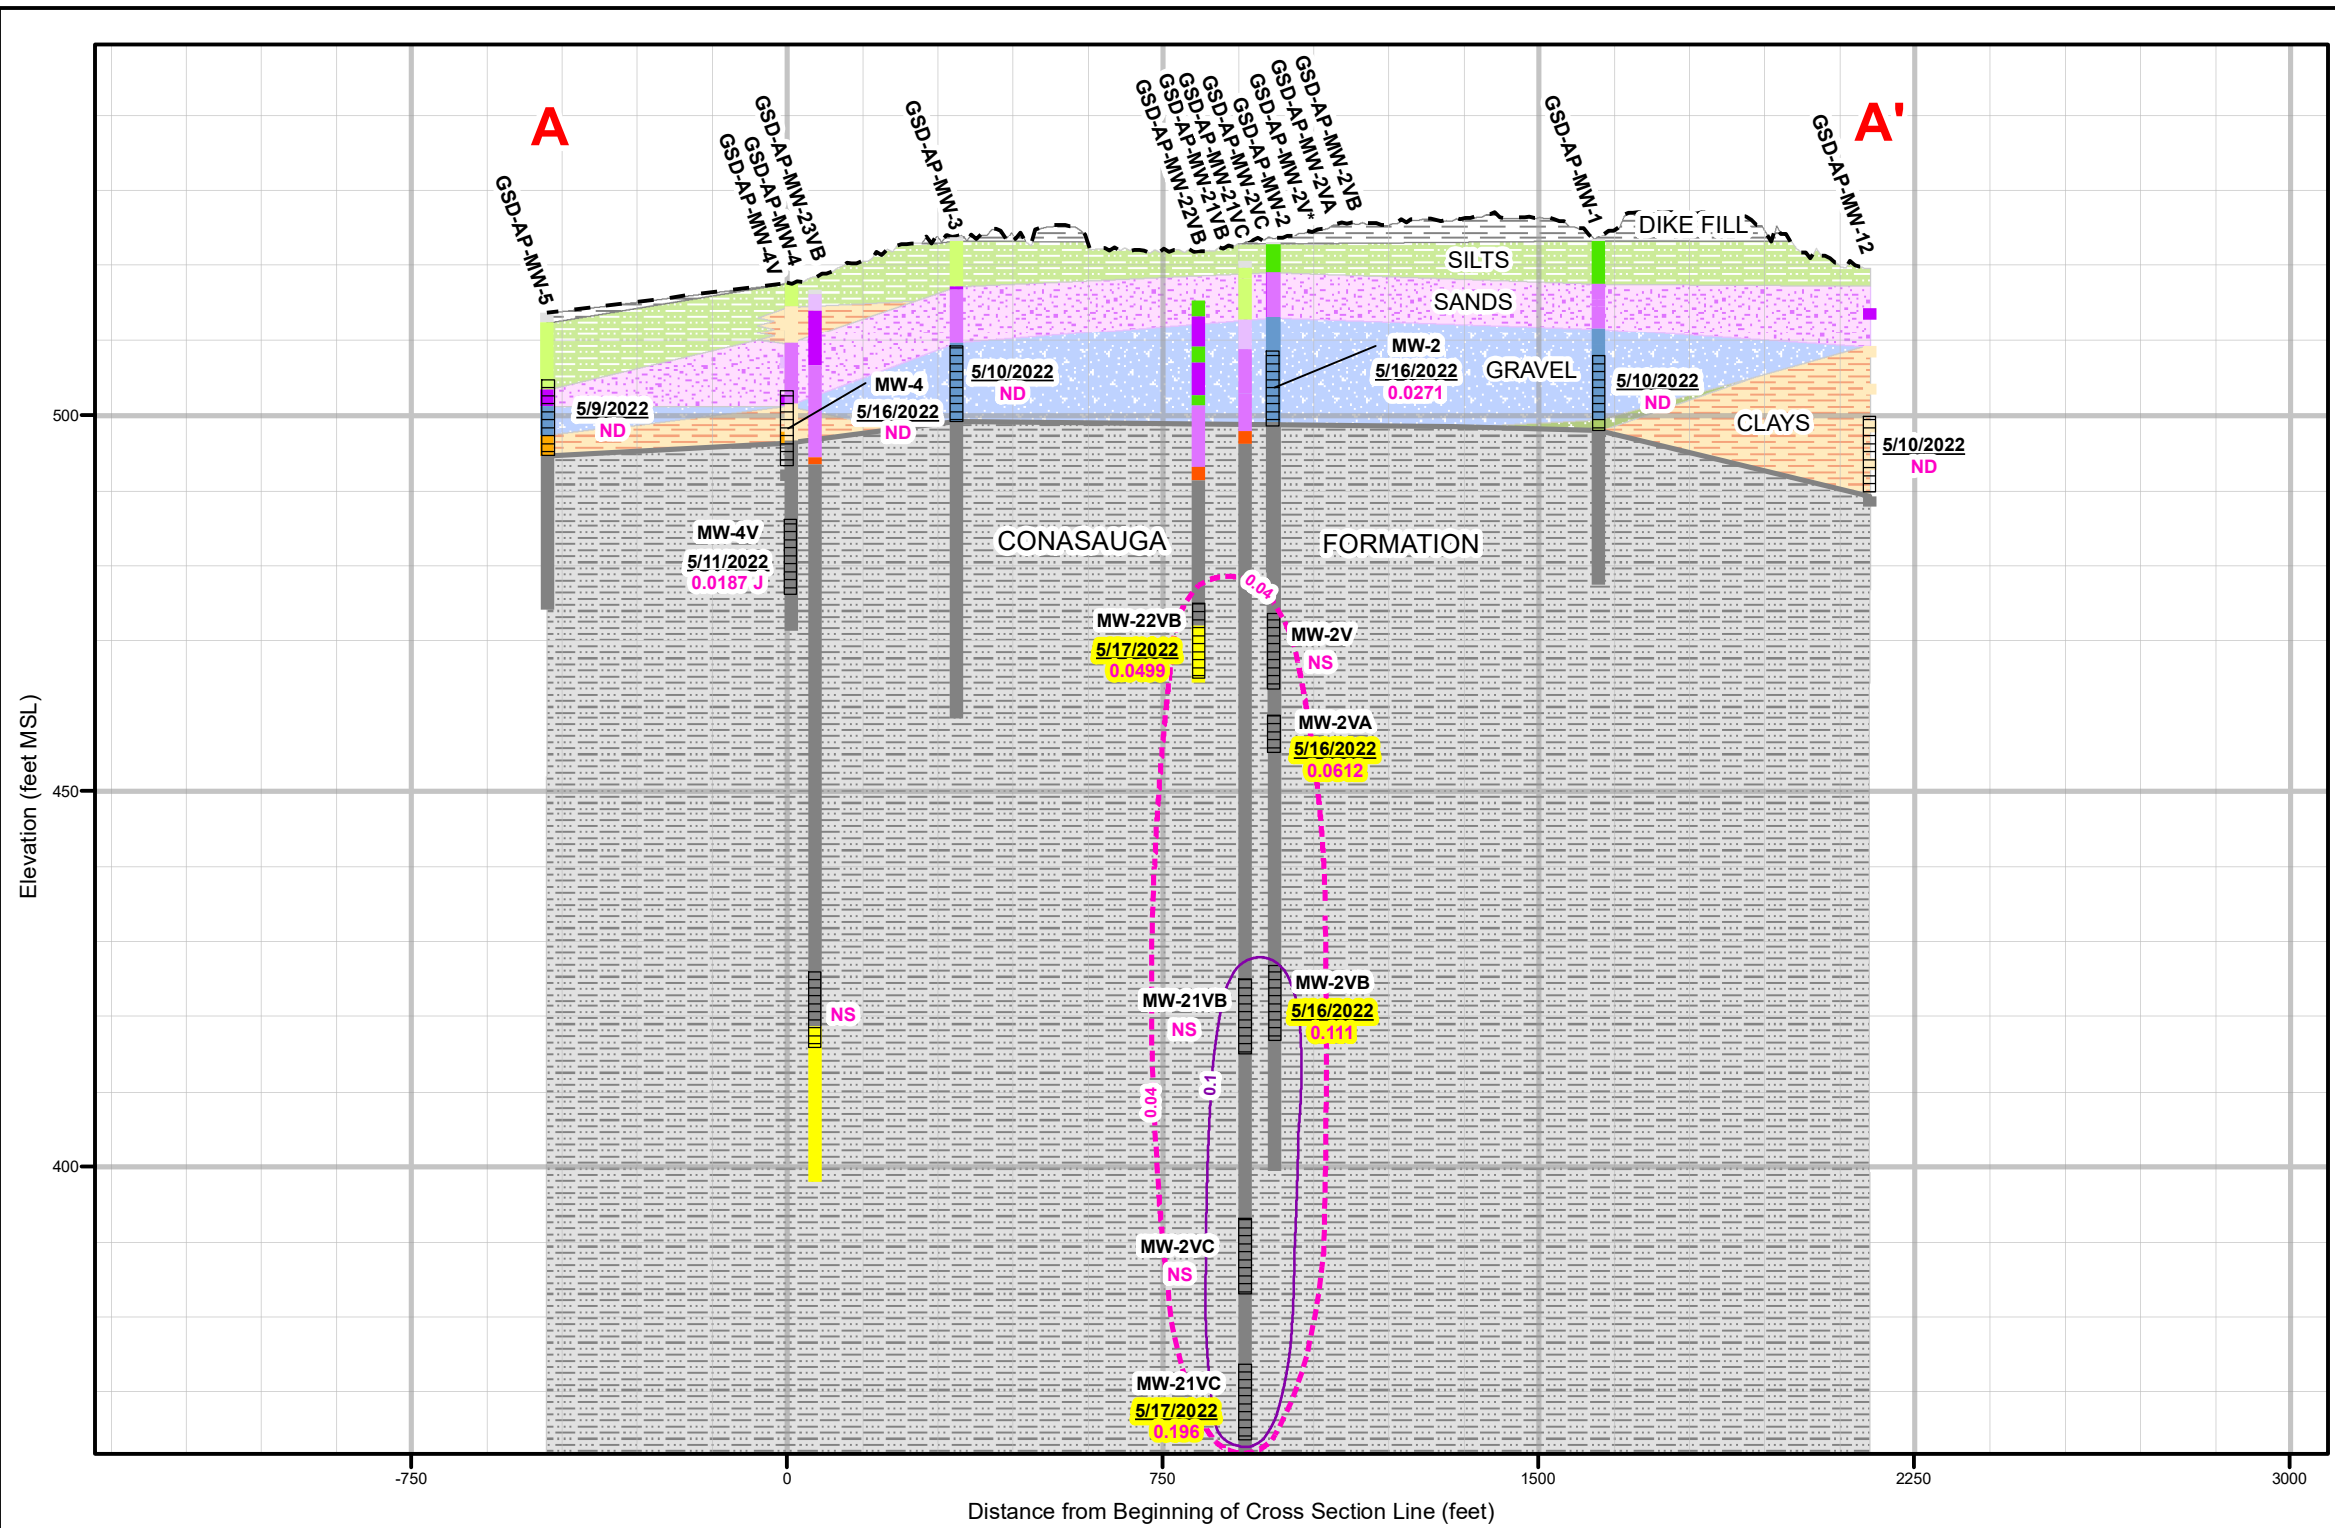 A
A'
GSD-AP-MW-5
GSD-AP-MW-4V
GSD-AP-MW-4
GSD-AP-MW-23VB
GSD-AP-MW-3
GSD-AP-MW-22VB
GSD-AP-MW-21VB
GSD-AP-MW-21VC
GSD-AP-MW-2VC
GSD-AP-MW-2
GSD-AP-MW-2V*
GSD-AP-MW-2VA
GSD-AP-MW-2VB
GSD-AP-MW-1
GSD-AP-MW-12
DIKE FILL
SILTS
SANDS
GRAVEL
CLAYS
5/9/2022
ND
MW-4
5/16/2022
ND
5/10/2022
ND
MW-2
5/16/2022
0.0271
5/10/2022
ND
5/10/2022
ND
CONASAUGA
FORMATION
MW-4V
5/11/2022
0.0187 J
0.04
MW-22VB
5/17/2022
0.0499
MW-2V
NS
MW-2VA
5/16/2022
0.0612
NS
MW-21VB
NS
MW-2VB
5/16/2022
0.111
0.04
0.1
MW-2VC
NS
MW-21VC
5/17/2022
0.196
500
450
400
Elevation (feet MSL)
-750
0
750
1500
2250
3000
Distance from Beginning of Cross Section Line (feet)